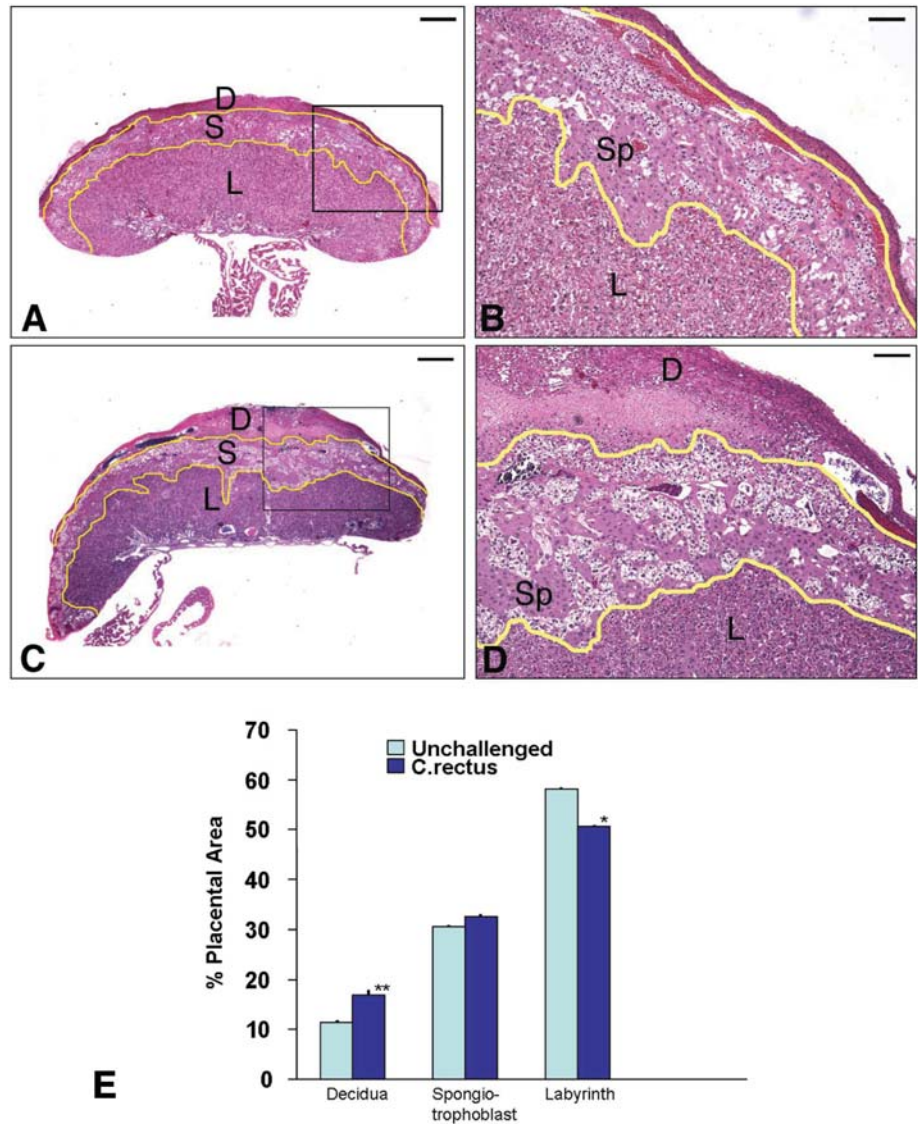 D
S
L
A
Sp
L
B
D
S
L
C
D
Sp
L
D
70
60
50
40
30
20
10
0
% Placental Area
Unchallenged
C.rectus
**
*
Decidua
Spongio-
trophoblast
Labyrinth
E